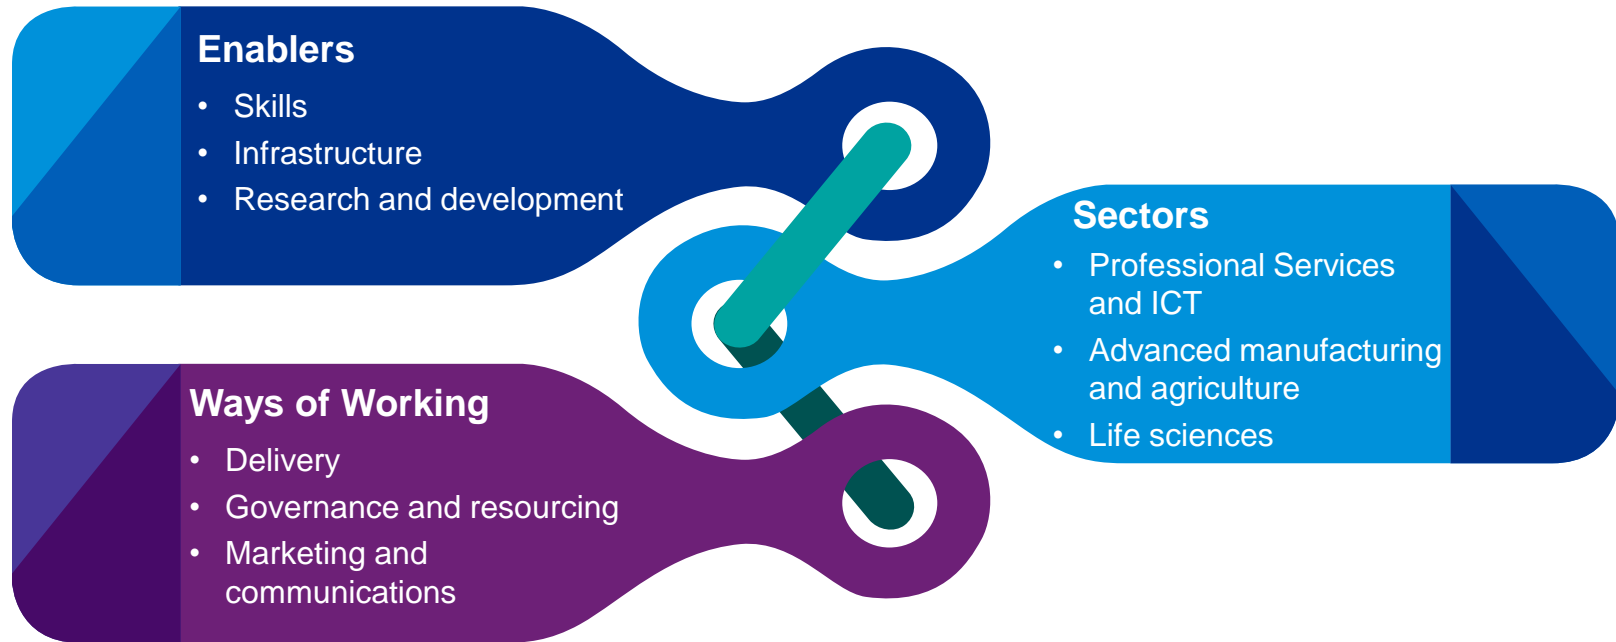 Enablers
• Skills
• Infrastructure
• Research and development
Sectors
• Professional Services
and ICT
• Advanced manufacturing
and agriculture
• Life sciences
Ways of Working
• Delivery
• Governance and resourcing
• Marketing and
communications